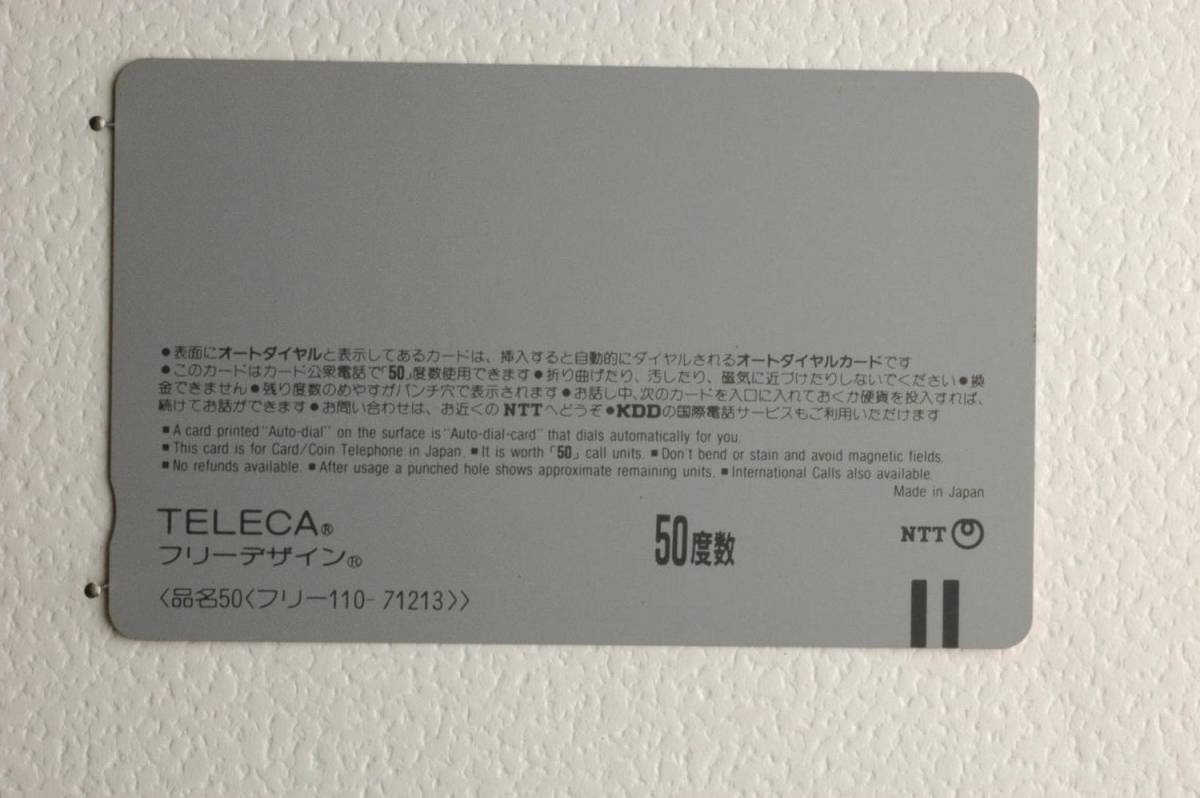 ●表面にオートダイヤルと表示してあるカードは、挿入すると自動的にダイヤルされるオートダイヤルカードです
●このカードはカード公衆電話で「50」度数使用できます●折り曲げたり、汚したり、磁気に近づけたりしないでください●換
金できません●残り度数のめやすがパンチ穴で表示されます●お話し中、次のカードを入口に入れておくか硬貨を投入すれば、
続けてお話ができます●お問い合わせは、お近くのNTTへどうぞ●KDDの国際電話サービスもご利用いただけます
■A card printed "Auto-dial" on the surface is "Auto-dial-card" that dials automatically for you.
■This card is for Card/Coin Telephone in Japan. ■It is worth「50」call units. ■Don't bend or stain and avoid magnetic fields.
■No refunds available. ■After usage a punched hole shows approximate remaining units. ■International Calls also available.
Made in Japan
TELECA®
フリーデザイン®
50度数
NTT
〈品名50〈フリー110-71213〉〉